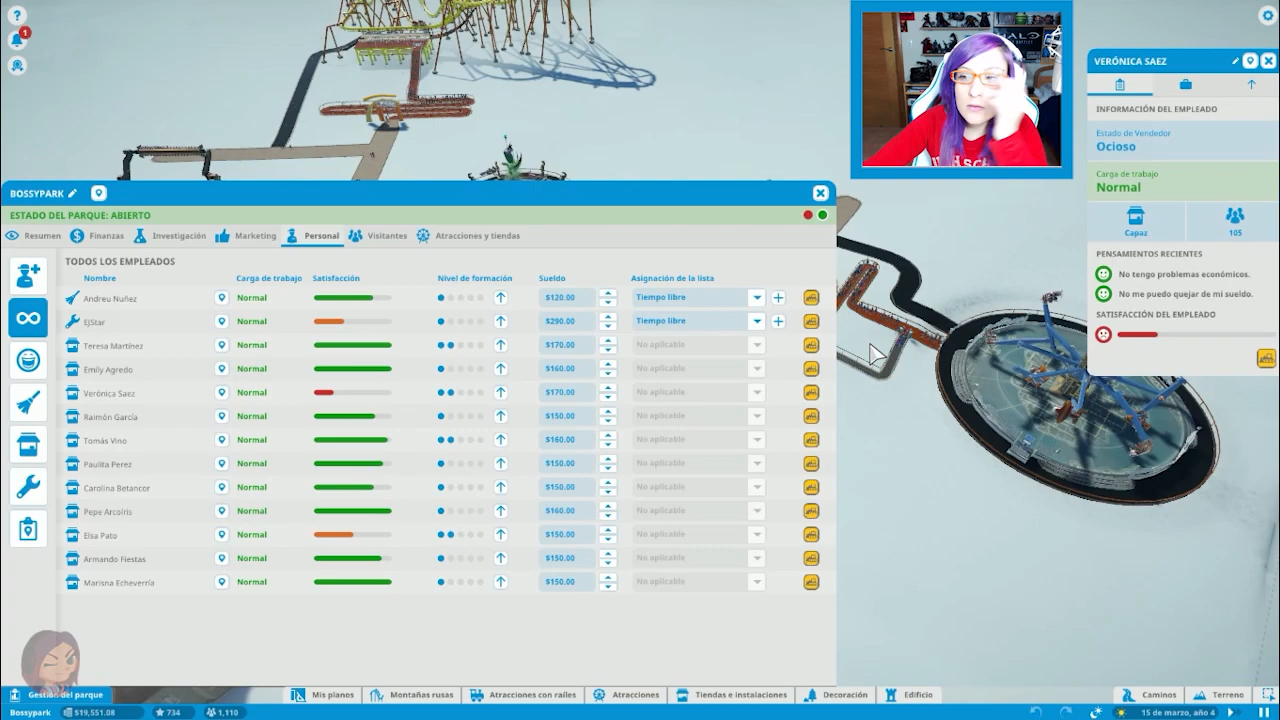 ?
1
HALO
VERÓNICA SAEZ
INFORMACIÓN DEL EMPLEADO
Estado de Vendedor
Ocioso
Carga de trabajo
Normal
Capaz
105
PENSAMIENTOS RECIENTES
No tengo problemas económicos.
No me puedo quejar de mi sueldo.
SATISFACCIÓN DEL EMPLEADO
BOSSYPARK
ESTADO DEL PARQUE: ABIERTO
Resumen Finanzas Investigación Marketing Personal Visitantes Atracciones y tiendas
TODOS LOS EMPLEADOS
Nombre Carga de trabajo Satisfacción Nivel de formación Sueldo Asignación de la lista
Andreu Nuñez Normal $120.00 Tiempo libre
EjStar Normal $290.00 Tiempo libre
Teresa Martínez Normal $170.00 No aplicable
Emily Agredo Normal $160.00 No aplicable
Verónica Saez Normal $170.00 No aplicable
Raimón García Normal $150.00 No aplicable
Tomás Vino Normal $160.00 No aplicable
Paulita Perez Normal $150.00 No aplicable
Carolina Betancor Normal $150.00 No aplicable
Pepe Arcoíris Normal $160.00 No aplicable
Elsa Pato Normal $150.00 No aplicable
Armando Fiestas Normal $150.00 No aplicable
Marisna Echeverría Normal $150.00 No aplicable
Gestión del parque Mis planos Montañas rusas Atracciones con raíles Atracciones Tiendas e instalaciones Decoración Edificio Caminos Terreno
Bossypark $19,551.08 734 1,110 15 de marzo, año 4